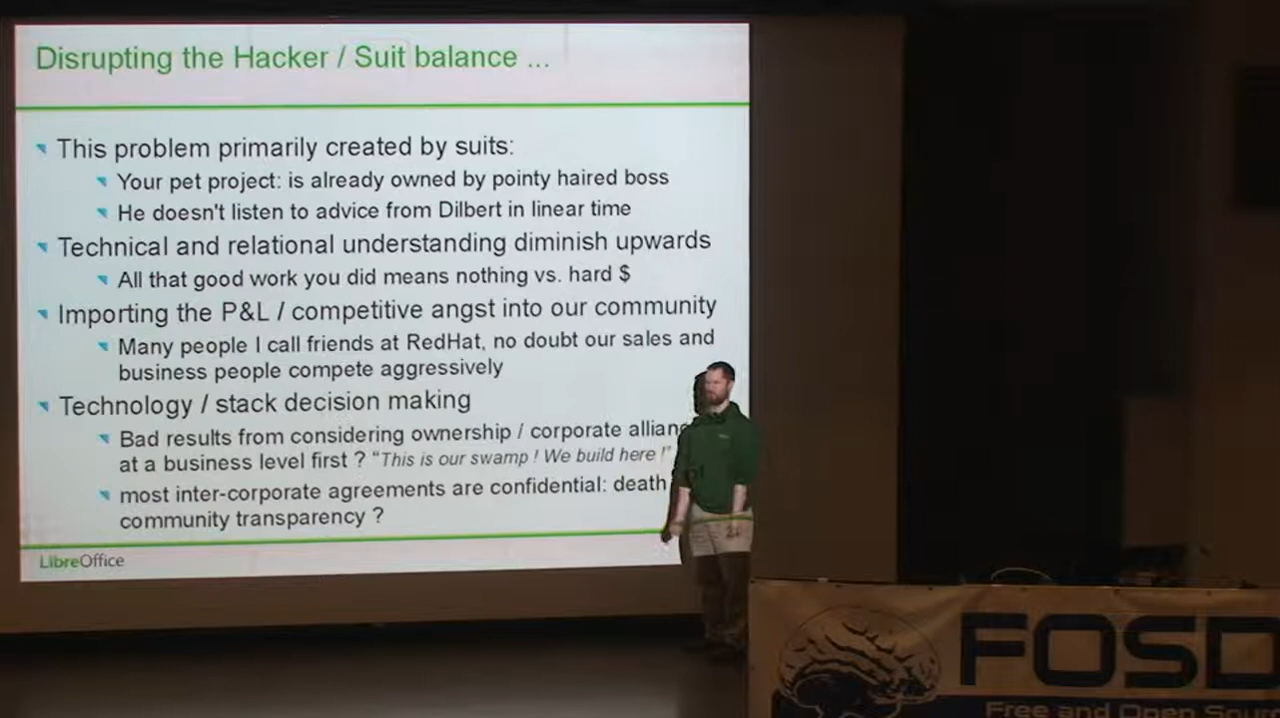 Disrupting the Hacker / Suit balance ...
This problem primarily created by suits:
Your pet project: is already owned by pointy haired boss
He doesn't listen to advice from Dilbert in linear time
Technical and relational understanding diminish upwards
All that good work you did means nothing vs. hard $
Importing the P&L / competitive angst into our community
Many people I call friends at RedHat, no doubt our sales and
business people compete aggressively
Technology / stack decision making
Bad results from considering ownership / corporate allian
at a business level first ? "This is our swamp ! We build here !"
most inter-corporate agreements are confidential: death
community transparency ?
LibreOffice
FOSD
Free and Open Sour